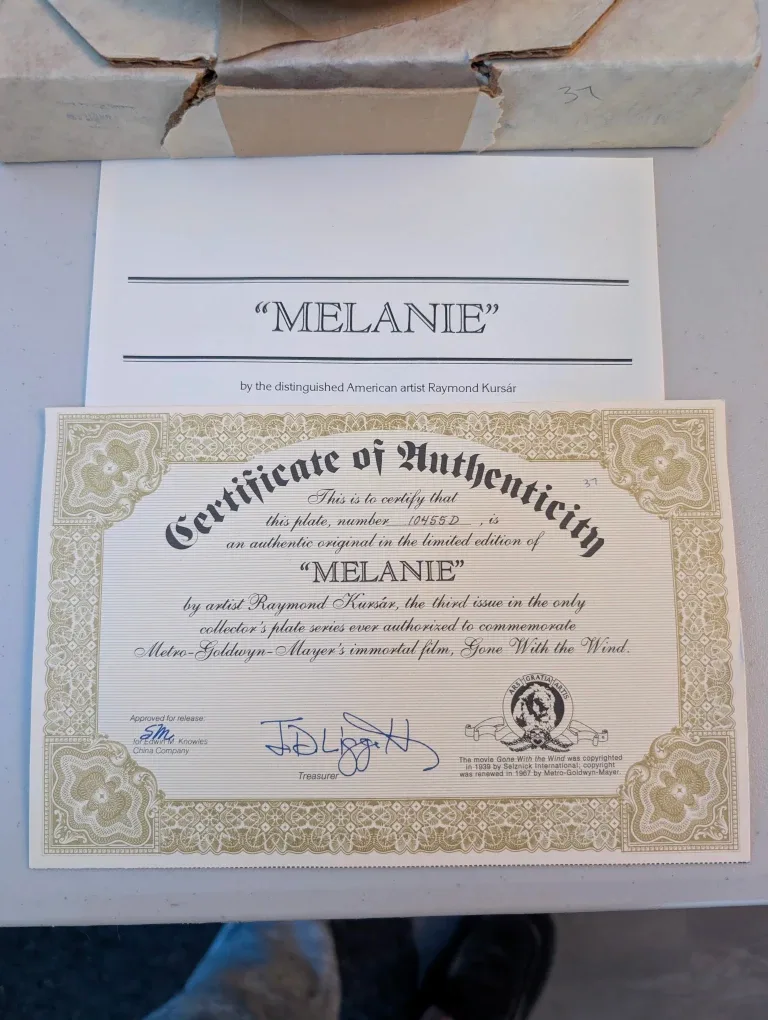 37
“MELANIE”
by the distinguished American artist Raymond Kursár
Certificate of Authenticity
37
This is to certify that
this plate, number 10455D , is
an authentic original in the limited edition of
“MELANIE”
by artist Raymond Kursár, the third issue in the only
collector's plate series ever authorized to commemorate
Metro-Goldwyn-Mayer's immortal film, Gone With the Wind.
Approved for release:
SM
for Edwin M. Knowles
China Company
J.D Liggett
Treasurer
ARS GRATIA ARTIS
The movie Gone With the Wind was copyrighted
in 1939 by Selznick International; copyright
was renewed in 1967 by Metro-Goldwyn-Mayer.